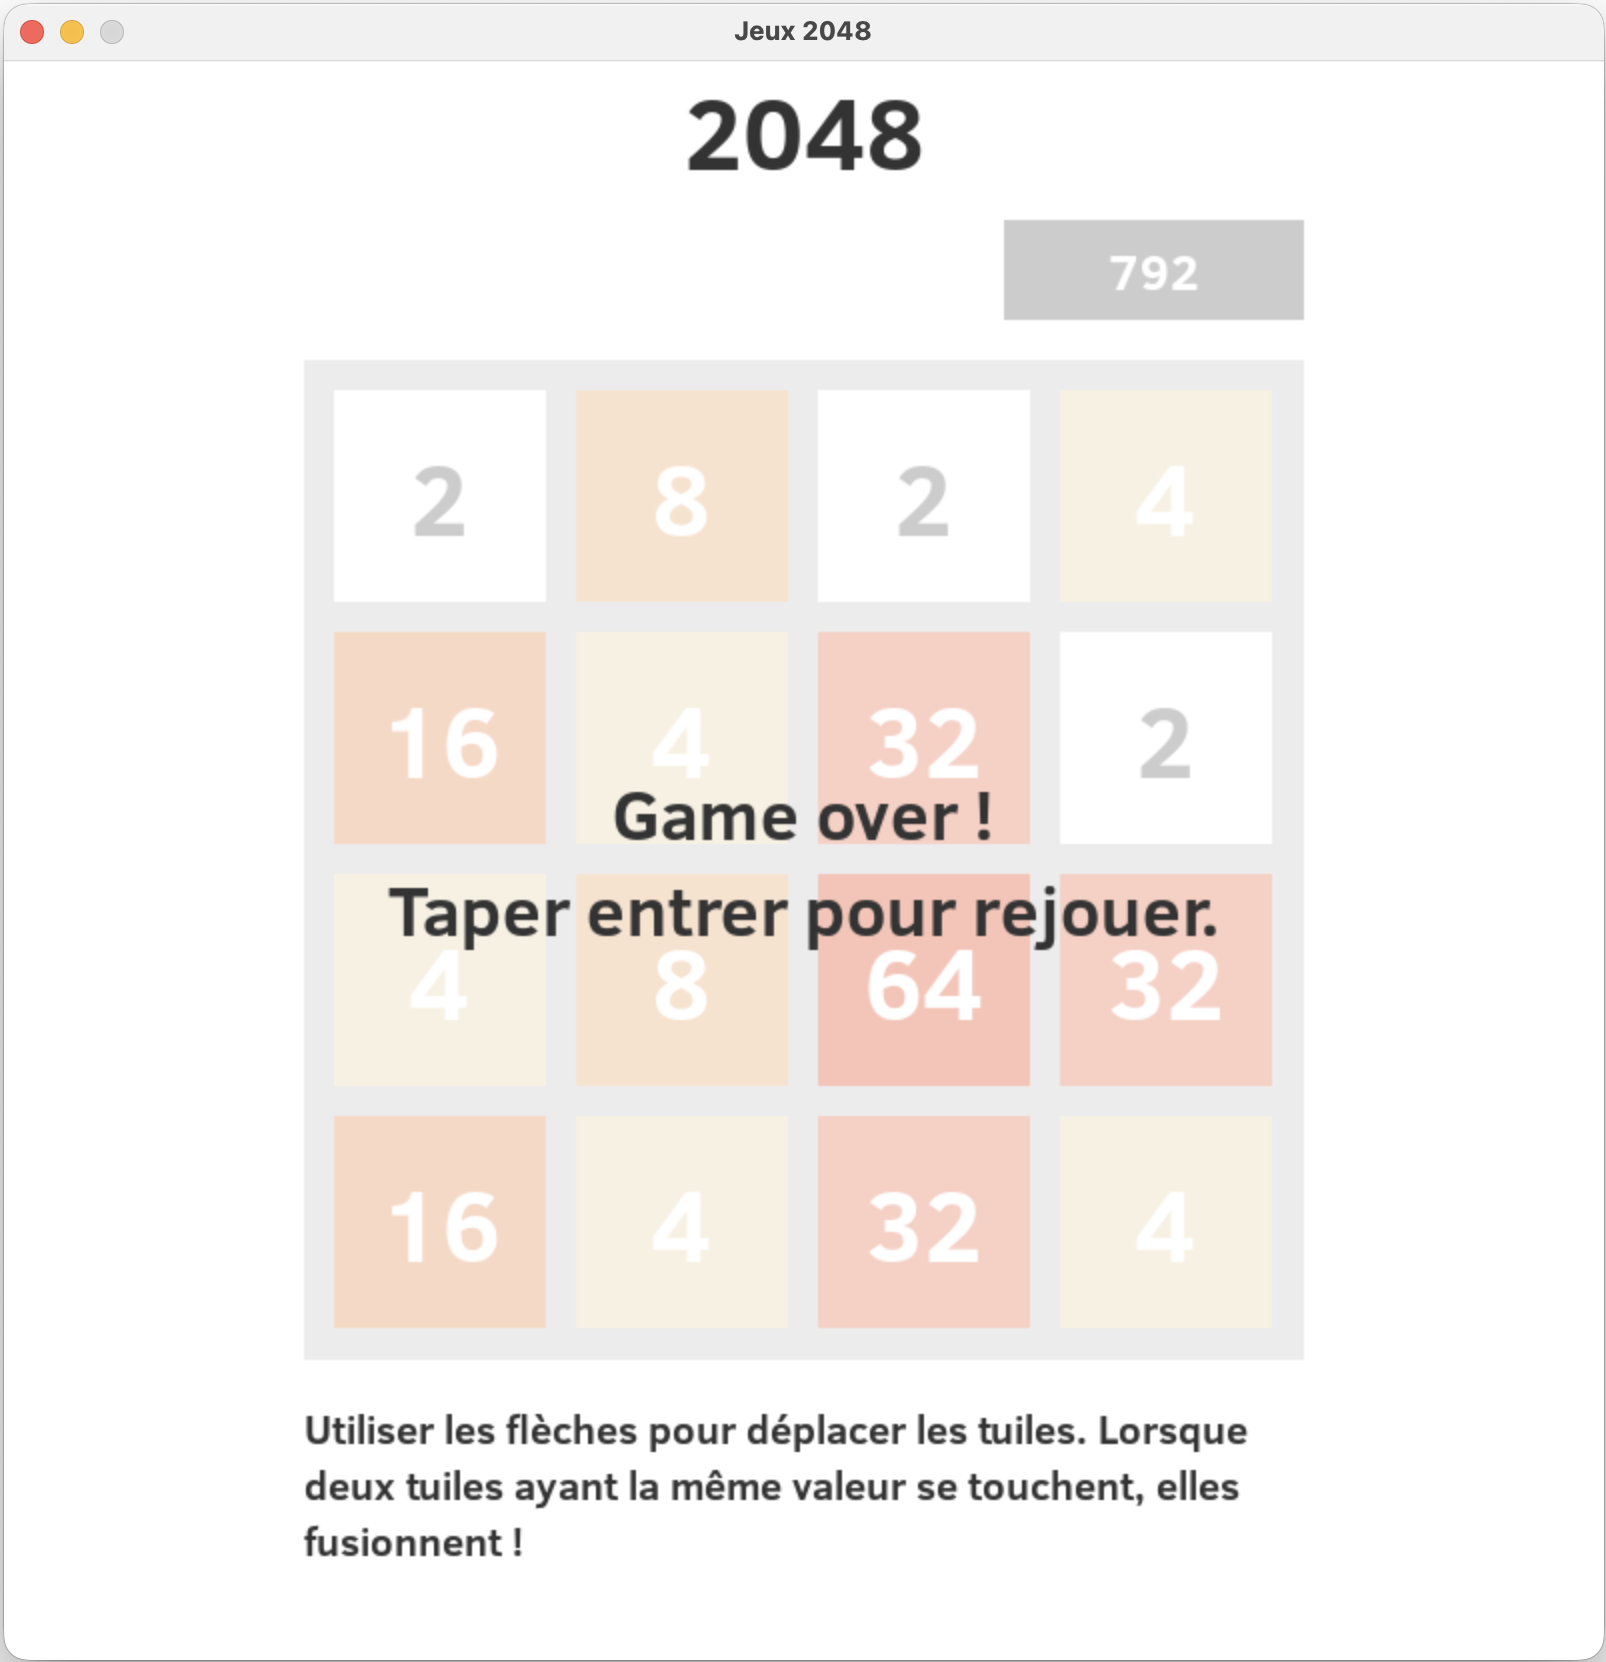 Jeux 2048
2048
792
2 8 2 4
16 4 32 2
Game over !
Taper entrer pour rejouer.
4 8 64 32
16 4 32 4
Utiliser les flèches pour déplacer les tuiles. Lorsque
deux tuiles ayant la même valeur se touchent, elles
fusionnent !